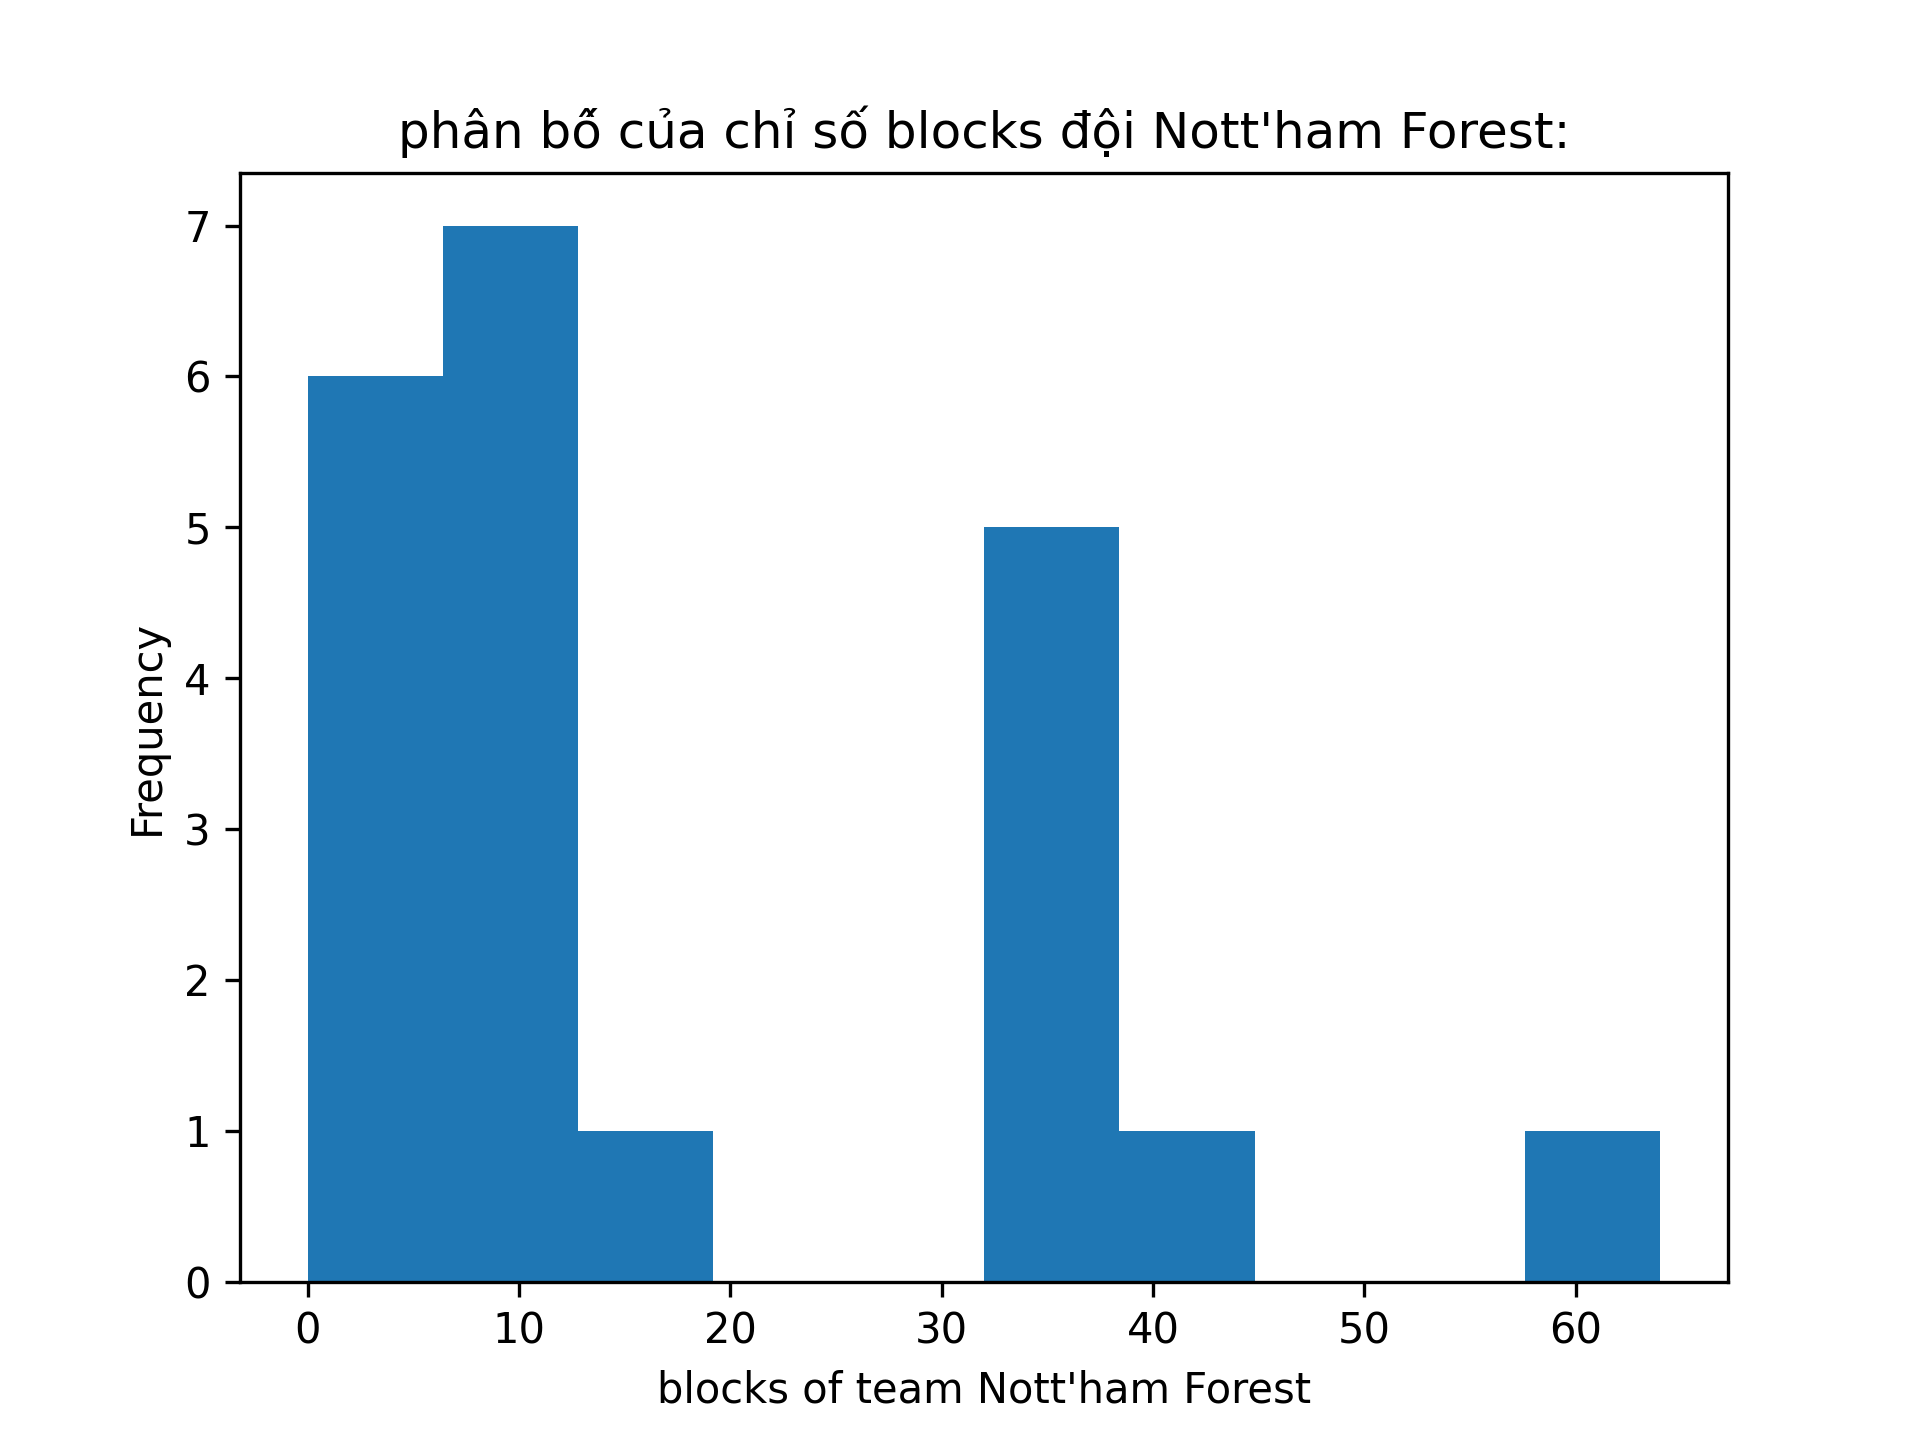 phân bố của chỉ số blocks đội Nott'ham Forest:
7
6
5
4
3
2
1
0
Frequency
0 10 20 30 40 50 60
blocks of team Nott'ham Forest